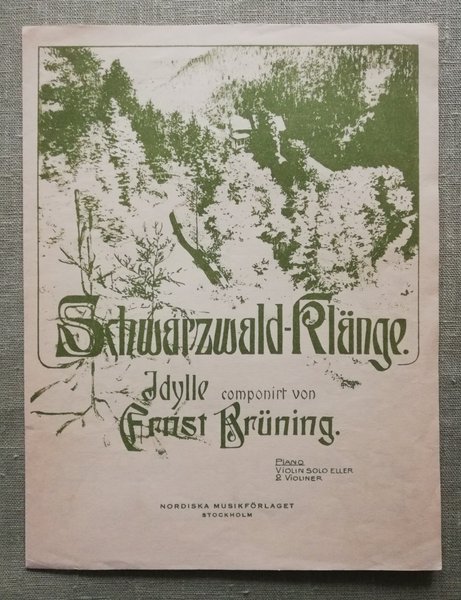 Schwarzwald-Klänge.
Idylle componirt von
Ernst Brüning.
PIANO
VIOLIN SOLO ELLER
2 VIOLINER
NORDISKA MUSIKFÖRLAGET
STOCKHOLM